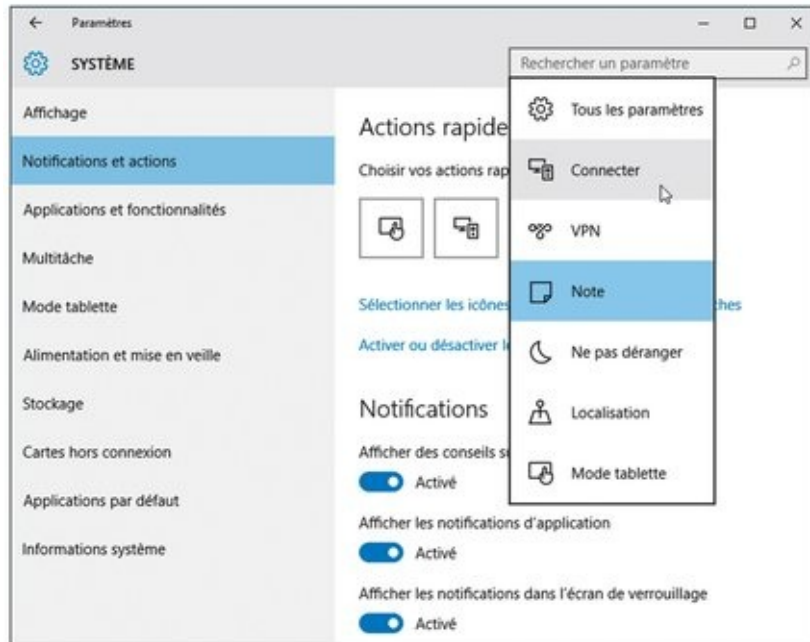 Paramètres
SYSTÈME
Rechercher un paramètre
Affichage
Notifications et actions
Applications et fonctionnalités
Multitâche
Mode tablette
Alimentation et mise en veille
Stockage
Cartes hors connexion
Applications par défaut
Informations système
Actions rapide
Choisir vos actions rap
Sélectionner les icônes
ches
Activer ou désactiver l
Notifications
Afficher des conseils s
Activé
Afficher les notifications d'application
Activé
Afficher les notifications dans l'écran de verrouillage
Activé
Tous les paramètres
Connecter
VPN
Note
Ne pas déranger
Localisation
Mode tablette